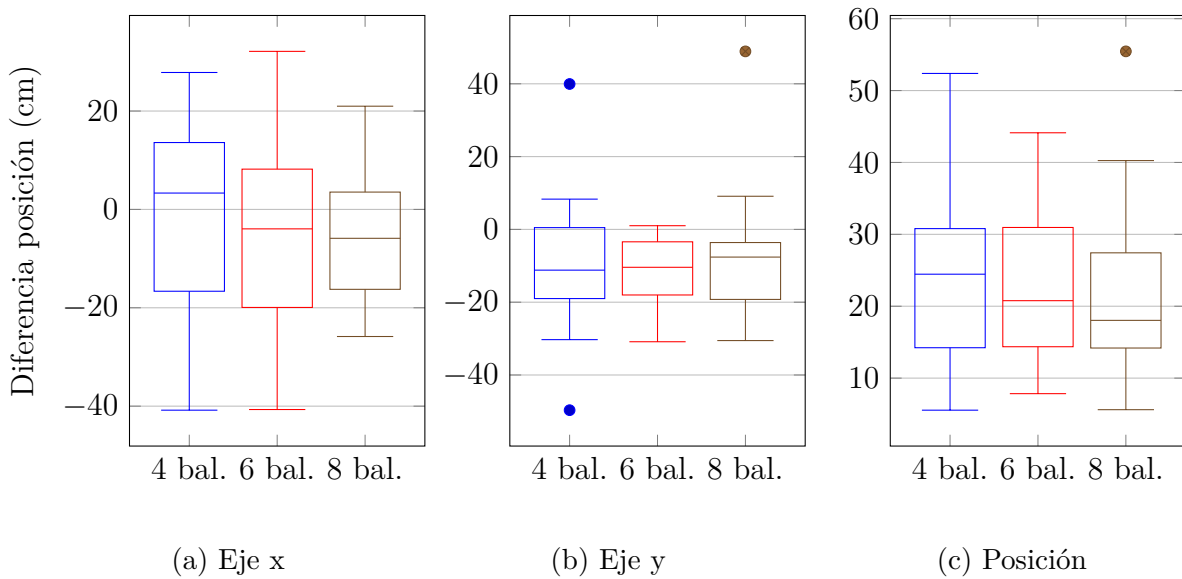 Diferencia posición (cm)
20
0
−20
−40
4 bal. 6 bal. 8 bal.
(a) Eje x
40
20
0
−20
−40
4 bal. 6 bal. 8 bal.
(b) Eje y
60
50
40
30
20
10
4 bal. 6 bal. 8 bal.
(c) Posición